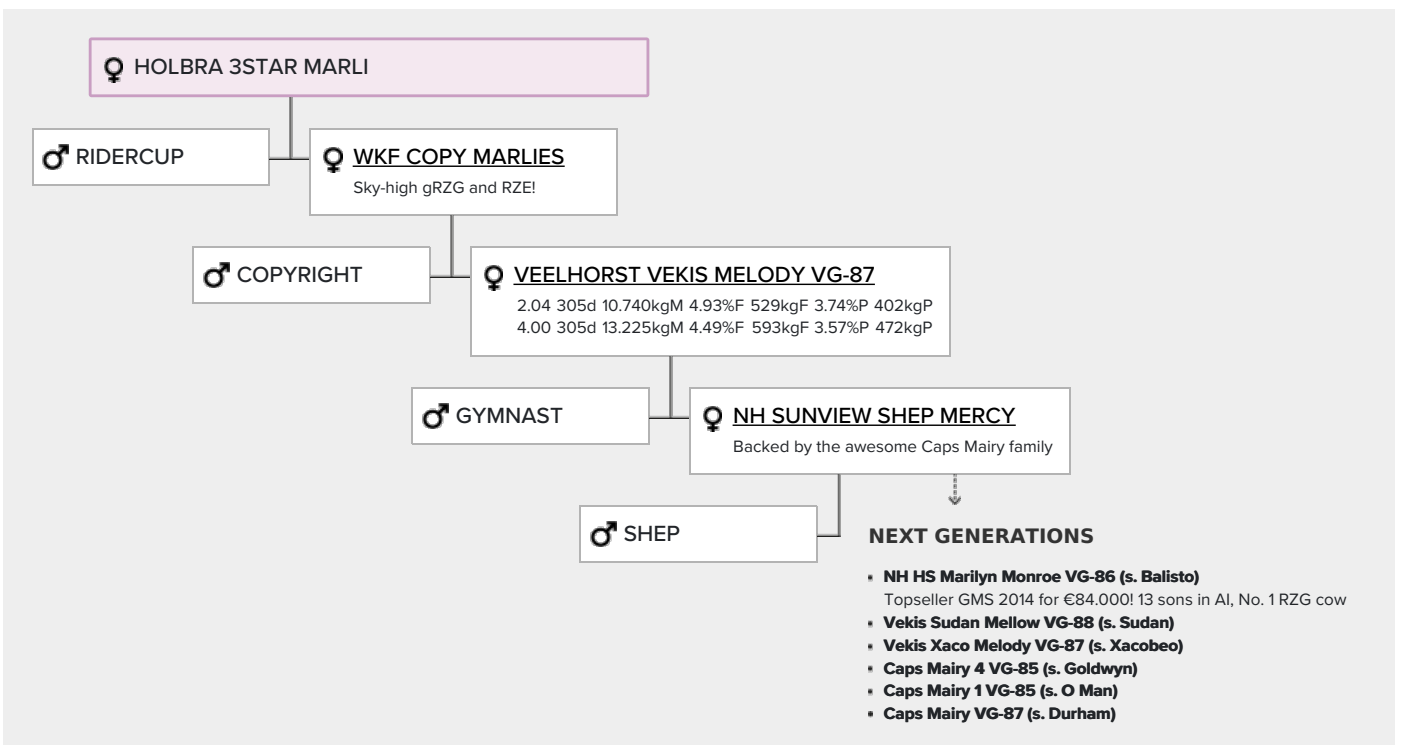 HOLBRA 3STAR MARLI
RIDERCUP
WKF COPY MARLIES
Sky-high gRZG and RZE!
COPYRIGHT
VEELHORST VEKIS MELODY VG-87
2.04 305d 10.740kgM 4.93%F 529kgF 3.74%P 402kgP
4.00 305d 13.225kgM 4.49%F 593kgF 3.57%P 472kgP
GYMNAST
NH SUNVIEW SHEP MERCY
Backed by the awesome Caps Mairy family
SHEP
NEXT GENERATIONS
NH HS Marilyn Monroe VG-86 (s. Balisto)
Topseller GMS 2014 for €84.000! 13 sons in AI, No. 1 RZG cow
Vekis Sudan Mellow VG-88 (s. Sudan)
Vekis Xaco Melody VG-87 (s. Xacobeo)
Caps Mairy 4 VG-85 (s. Goldwyn)
Caps Mairy 1 VG-85 (s. O Man)
Caps Mairy VG-87 (s. Durham)